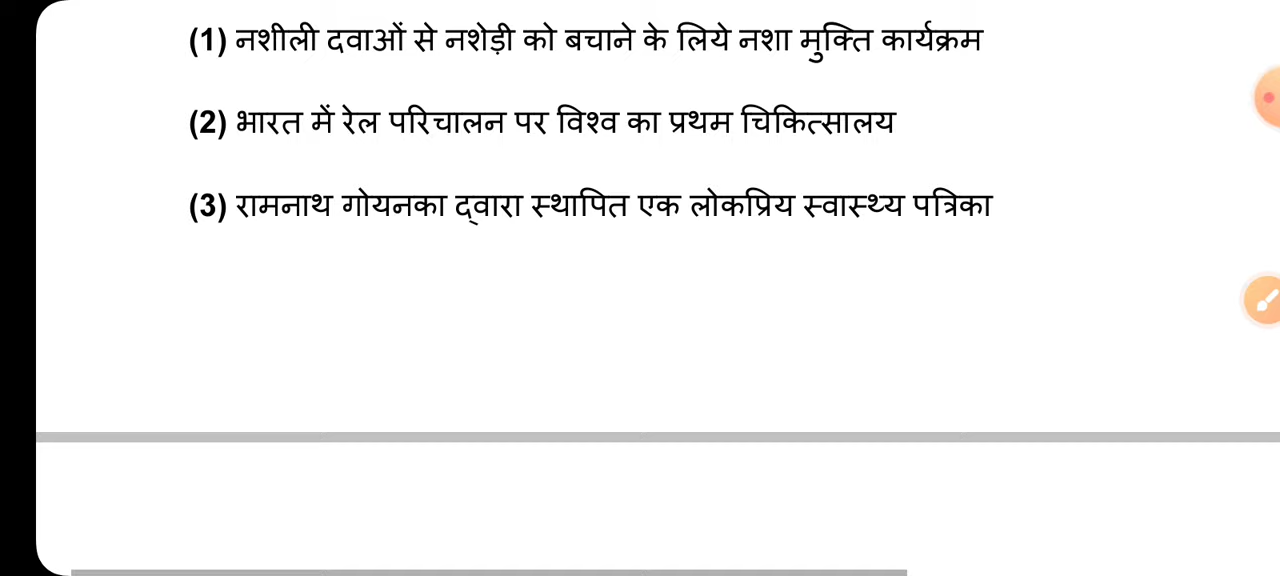 (1) नशीली दवाओं से नशेड़ी को बचाने के लिये नशा मुक्ति कार्यक्रम
(2) भारत में रेल परिचालन पर विश्व का प्रथम चिकित्सालय
(3) रामनाथ गोयनका द्वारा स्थापित एक लोकप्रिय स्वास्थ्य पत्रिका